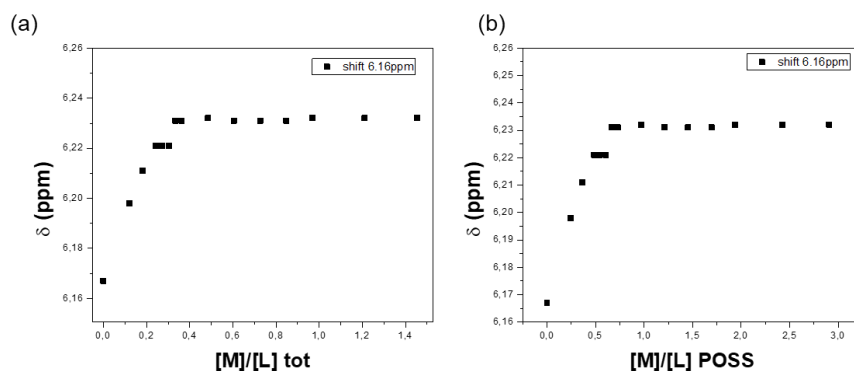 (a)
shift 6.16ppm
δ (ppm)
6,26
6,24
6,22
6,20
6,18
6,16
0,0 0,2 0,4 0,6 0,8 1,0 1,2 1,4
[M]/[L] tot
(b)
shift 6.16ppm
δ (ppm)
6,26
6,25
6,24
6,23
6,22
6,21
6,20
6,19
6,18
6,17
6,16
0,0 0,5 1,0 1,5 2,0 2,5 3,0
[M]/[L] POSS